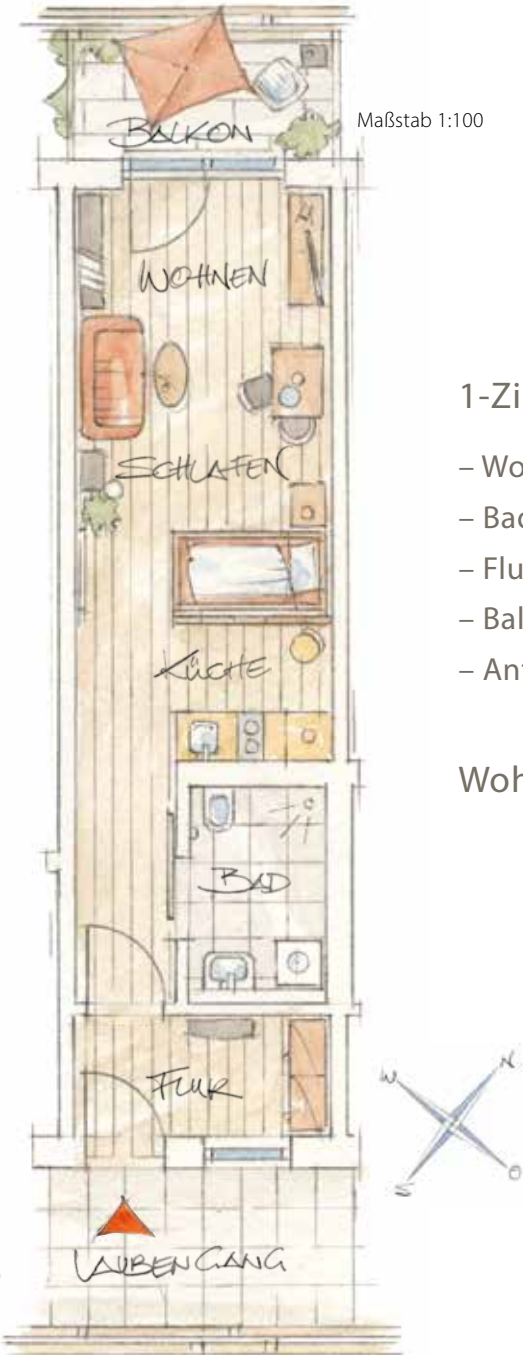 BALKON
Maßstab 1:100
WOHNEN
1-Zi
– Wo
SCHLAFEN
– Bad
– Flu
– Bal
KÜCHE
– Ant
Woh
BAD
FLUR
W
N
S
O
LAUBENGANG